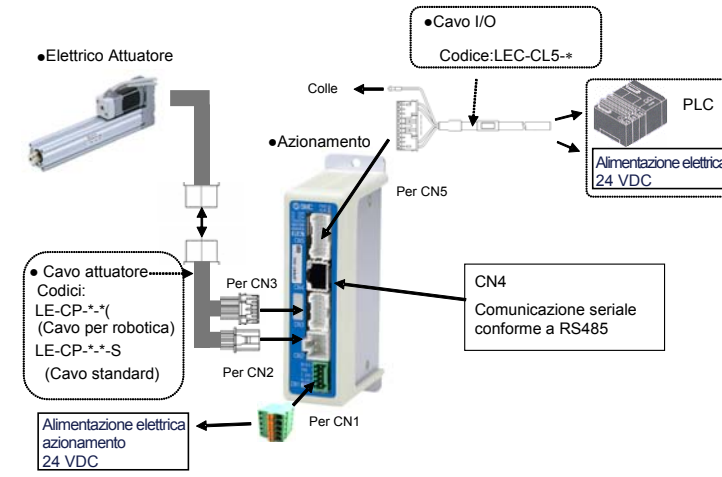 ●Cavo I/O
Codice:LEC-CL5-*
●Elettrico Attuatore
Colle
PLC
●Azionamento
Alimentazione elettrica
24 VDC
Per CN5
SMC
● Cavo attuatore
Codici:
LE-CP-*-*(
(Cavo per robotica)
LE-CP-*-*-S
(Cavo standard)
Per CN3
CN4
Comunicazione seriale
conforme a RS485
Per CN2
Per CN1
Alimentazione elettrica
azionamento
24 VDC